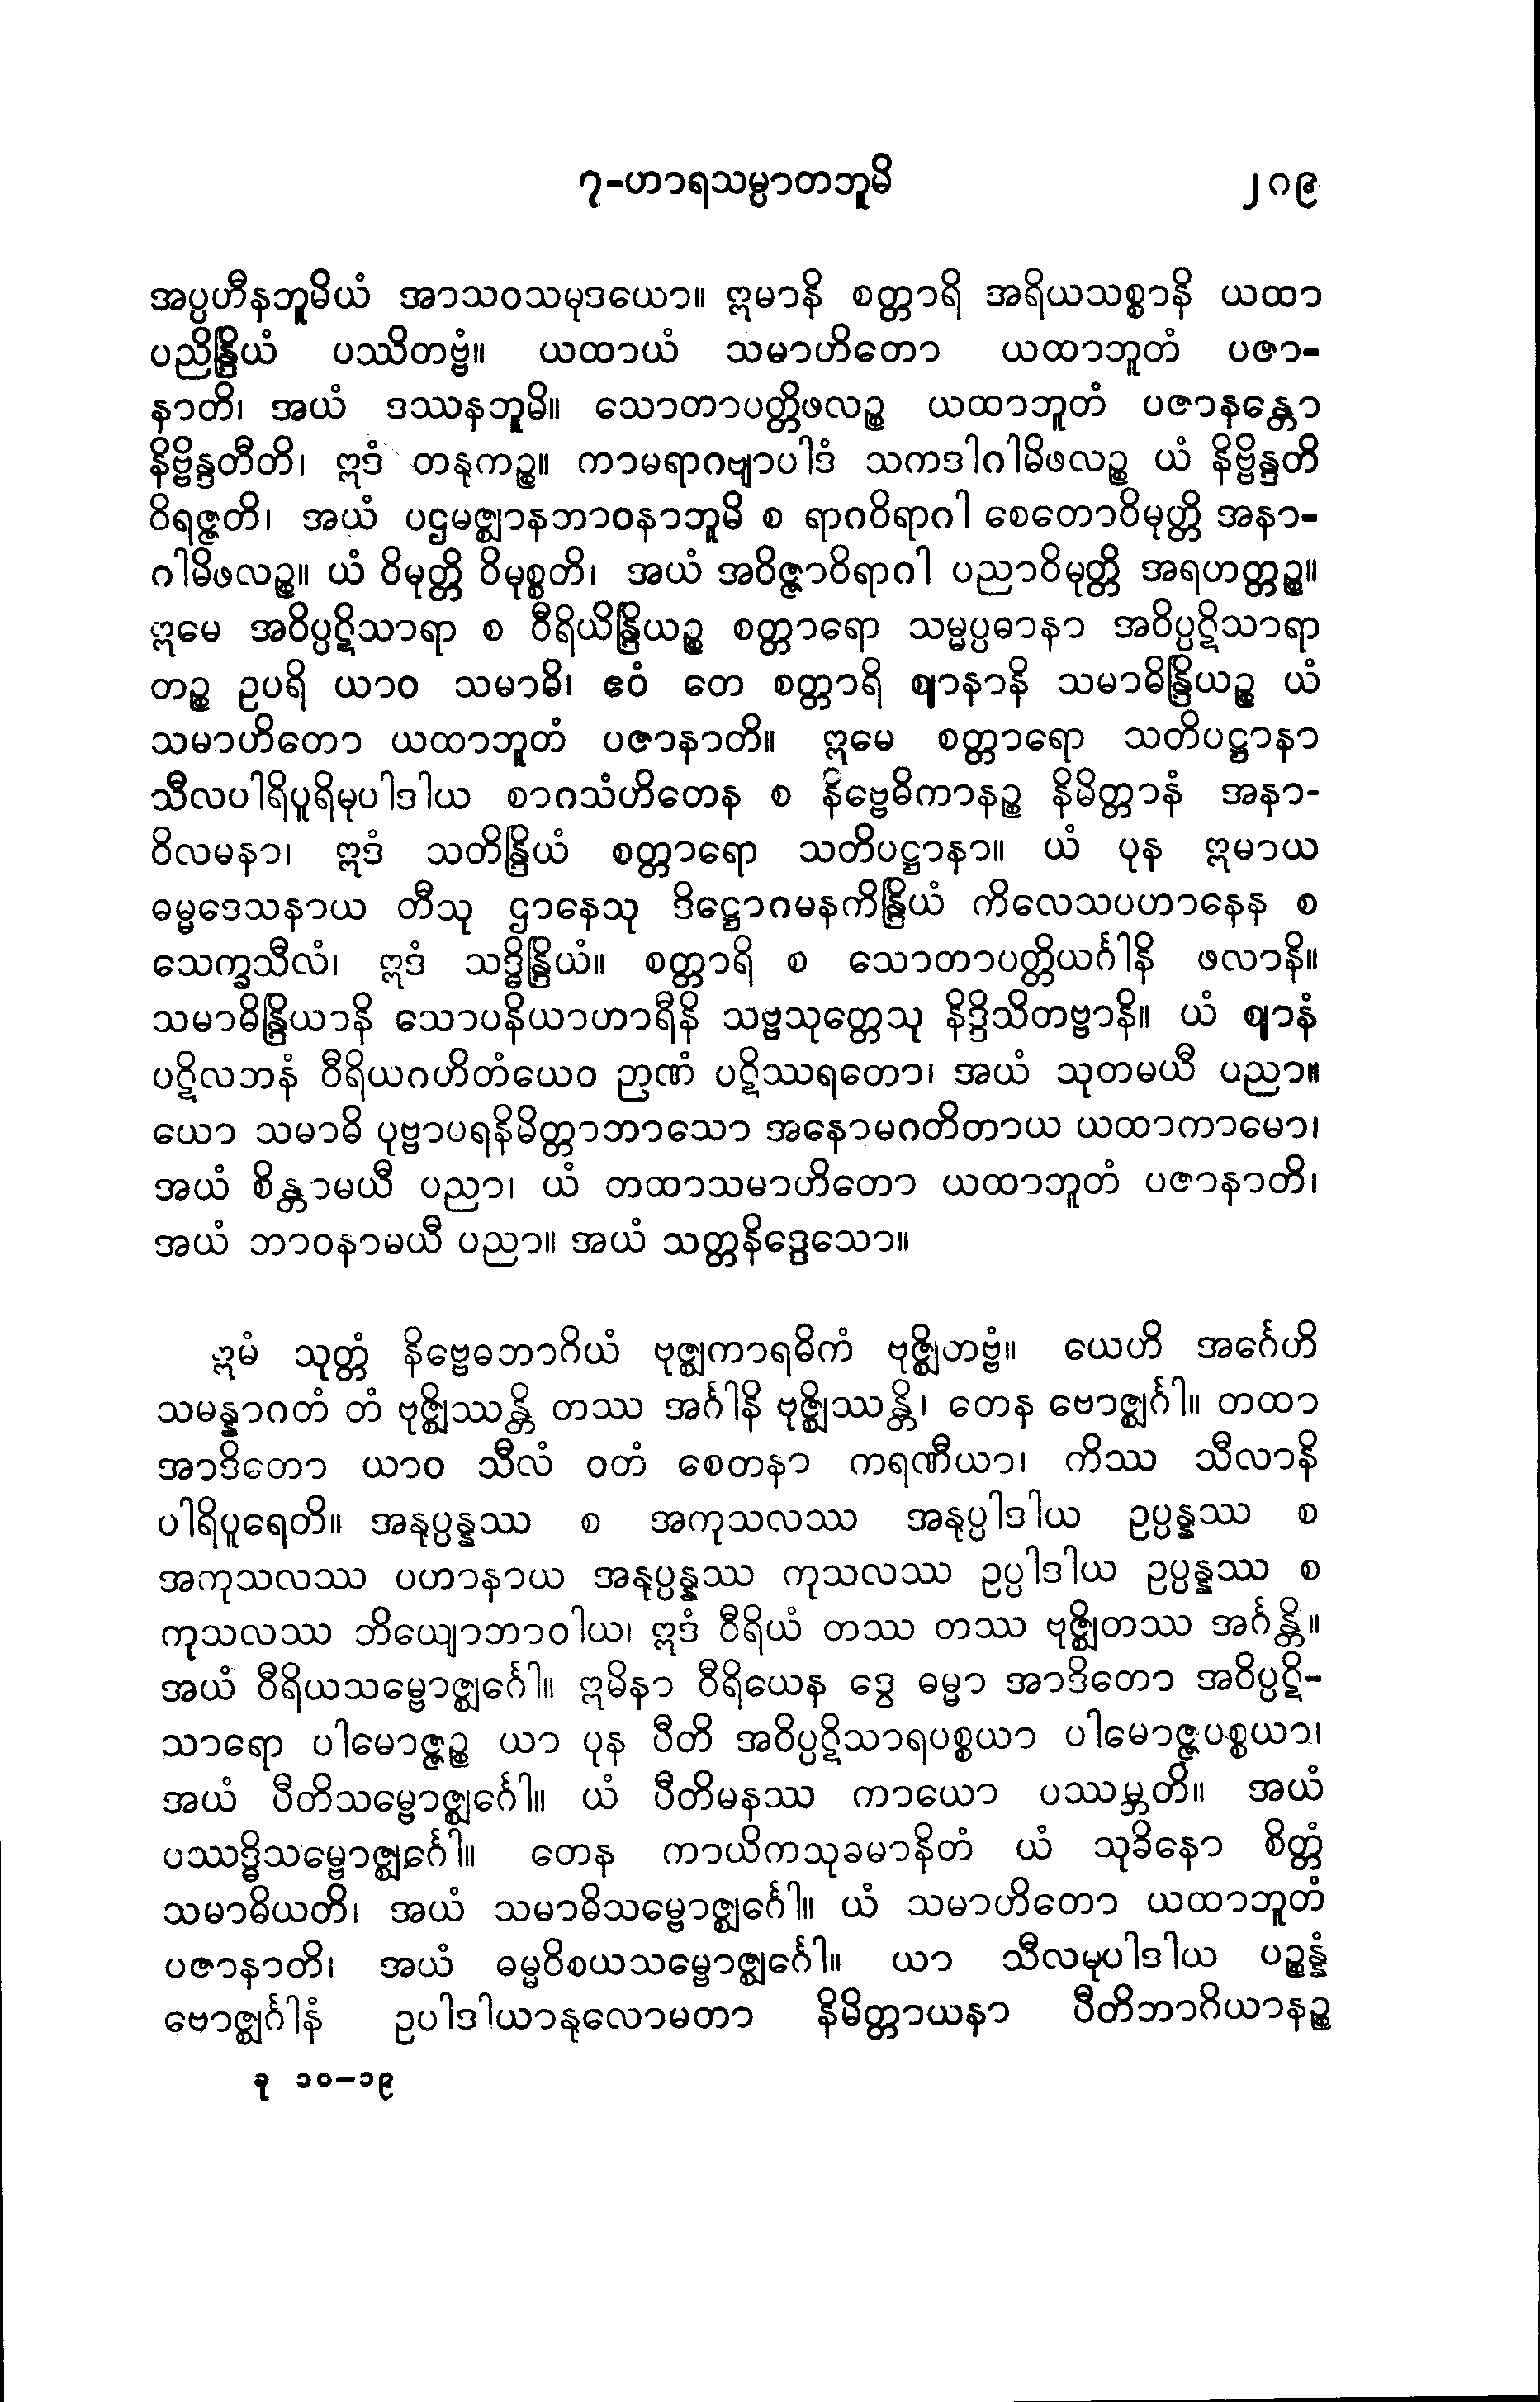 ၇-ဟာရသမ္ပာတဘူမိ ၂၈၉
အပ္ပဟီနဘူမိယံ အာသဝသမုဒယော။ ဣမာနိ စတ္တာရိ အရိယသစ္စာနိ ယထာ
ပညိန္ဒြိယံ ပဿိတဗ္ဗံ။ ယထာယံ သမာဟိတော ယထာဘူတံ ပဇာ-
နာတိ၊ အယံ ဒဿနဘူမိ။ သောတာပတ္တိဖလဉ္စ ယထာဘူတံ ပဇာနန္တော
နိဗ္ဗိန္ဒတီတိ၊ ဣဒံ တနုကဉ္စ။ ကာမရာဂဗျာပါဒံ သကဒါဂါမိဖလဉ္စ ယံ နိဗ္ဗိန္ဒတိ
ဝိရဇ္ဇတိ၊ အယံ ပဌမဇ္ဈာနဘာဝနာဘူမိ စ ရာဂဝိရာဂါ စေတောဝိမုတ္တိ အနာ-
ဂါမိဖလဉ္စ။ ယံ ဝိမုတ္တိ ဝိမုစ္စတိ၊ အယံ အဝိဇ္ဇာဝိရာဂါ ပညာဝိမုတ္တိ အရဟတ္တဉ္စ။
ဣမေ အဝိပ္ပဋိသာရာ စ ဝီရိယိန္ဒြိယဉ္စ စတ္တာရော သမ္မပ္ပဓာနာ အဝိပ္ပဋိသာရာ
တဉ္စ ဥပရိ ယာဝ သမာဓိ၊ ဧဝံ တေ စတ္တာရိ ဈာနာနိ သမာဓိန္ဒြိယဉ္စ ယံ
သမာဟိတော ယထာဘူတံ ပဇာနာတိ။ ဣမေ စတ္တာရော သတိပဋ္ဌာနာ
သီလပါရိပူရိမုပါဒါယ စာဂသံဟိတေန စ နိဗ္ဗေဓိကာနဉ္စ နိမိတ္တာနံ အနာ-
ဝိလမနာ၊ ဣဒံ သတိန္ဒြိယံ စတ္တာရော သတိပဋ္ဌာနာ။ ယံ ပုန ဣမာယ
ဓမ္မဒေသနာယ တီသု ဌာနေသု ဒိဋ္ဌောဂမနကိန္ဒြိယံ ကိလေသပဟာနေန စ
သေက္ခသီလံ၊ ဣဒံ သဒ္ဓိန္ဒြိယံ။ စတ္တာရိ စ သောတာပတ္တိယင်္ဂါနိ ဖလာနိ။
သမာဓိန္ဒြိယာနိ သောပနိယာဟာရီနိ သဗ္ဗသုတ္တေသု နိဒ္ဒိသိတဗ္ဗာနိ။ ယံ ဈာနံ
ပဋိလဘနံ ဝီရိယဂဟိတံယေဝ ဉာဏံ ပဋိဿရတော၊ အယံ သုတမယီ ပညာ။
ယော သမာဓိ ပုဗ္ဗာပရနိမိတ္တာဘာသော အနောမဂတိတာယ ယထာကာမော၊
အယံ စိန္တာမယီ ပညာ၊ ယံ တထာသမာဟိတော ယထာဘူတံ ပဇာနာတိ၊
အယံ ဘာဝနာမယီ ပညာ။ အယံ သတ္တနိဒ္ဒေသော။
ဣမံ သုတ္တံ နိဗ္ဗေဓဘာဂိယံ ဗုဇ္ဈကာရဓိကံ ဗုဇ္ဈိတဗ္ဗံ။ ယေဟိ အင်္ဂေဟိ
သမန္နာဂတံ တံ ဗုဇ္ဈိဿန္တိ တဿ အင်္ဂါနိ ဗုဇ္ဈိဿန္တိ၊ တေန ဗောဇ္ဈင်္ဂါ။ တထာ
အာဒိတော ယာဝ သီလံ ဝတံ စေတနာ ကရဏီယာ၊ ကိဿ သီလာနိ
ပါရိပူရေတိ။ အနုပ္ပန္နဿ စ အကုသလဿ အနုပ္ပါဒါယ ဥပ္ပန္နဿ စ
အကုသလဿ ပဟာနာယ အနုပ္ပန္နဿ ကုသလဿ ဥပ္ပါဒါယ ဥပ္ပန္နဿ စ
ကုသလဿ ဘိယျောဘာဝါယ၊ ဣဒံ ဝီရိယံ တဿ တဿ ဗုဇ္ဈိတဿ အင်္ဂန္တိ။
အယံ ဝီရိယသမ္ဗောဇ္ဈင်္ဂေါ။ ဣမိနာ ဝီရိယေန ဒွေ ဓမ္မာ အာဒိတော အဝိပ္ပဋိ-
သာရော ပါမောဇ္ဇဉ္စ ယာ ပုန ပီတိ အဝိပ္ပဋိသာရပစ္စယာ ပါမောဇ္ဇပစ္စယာ၊
အယံ ပီတိသမ္ဗောဇ္ဈင်္ဂေါ။ ယံ ပီတိမနဿ ကာယော ပဿမ္ဘတိ။ အယံ
ပဿဒ္ဓိသမ္ဗောဇ္ဈင်္ဂေါ။ တေန ကာယိကသုခမာနိတံ ယံ သုခိနော စိတ္တံ
သမာဓိယတိ၊ အယံ သမာဓိသမ္ဗောဇ္ဈင်္ဂေါ။ ယံ သမာဟိတော ယထာဘူတံ
ပဇာနာတိ၊ အယံ ဓမ္မဝိစယသမ္ဗောဇ္ဈင်္ဂေါ။ ယာ သီလမုပါဒါယ ပဉ္စန္နံ
ဗောဇ္ဈင်္ဂါနံ ဥပါဒါယာနုလောမတာ နိမိတ္တာယနာ ပီတိဘာဂိယာနဉ္စ
ခု ၁၀–၁၉